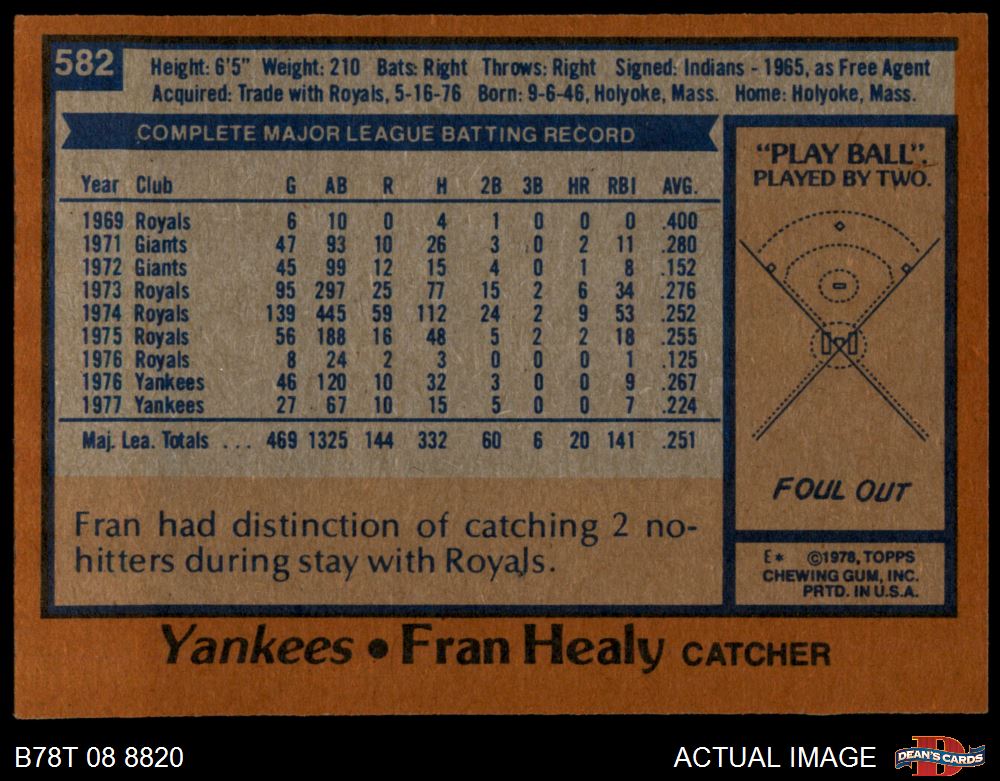 582
Height: 6'5" Weight: 210 Bats: Right Throws: Right Signed: Indians - 1965, as Free Agent
Acquired: Trade with Royals, 5-16-76 Born: 9-6-46, Holyoke, Mass. Home: Holyoke, Mass.
COMPLETE MAJOR LEAGUE BATTING RECORD
Year Club G AB R H 2B 3B HR RBI AVG.
1969 Royals 6 10 0 4 1 0 0 0 .400
1971 Giants 47 93 10 26 3 0 2 11 .280
1972 Giants 45 99 12 15 4 0 1 8 .152
1973 Royals 95 297 25 77 15 2 6 34 .276
1974 Royals 139 445 59 112 24 2 9 53 .252
1975 Royals 56 188 16 48 5 2 2 18 .255
1976 Royals 8 24 2 3 0 0 0 1 .125
1976 Yankees 46 120 10 32 3 0 0 9 .267
1977 Yankees 27 67 10 15 5 0 0 7 .224
Maj. Lea. Totals ... 469 1325 144 332 60 6 20 141 .251
Fran had distinction of catching 2 no-
hitters during stay with Royals.
"PLAY BALL".
PLAYED BY TWO.
FOUL OUT
E* ©1978, TOPPS
CHEWING GUM, INC.
PRTD. IN U.S.A.
Yankees • Fran Healy CATCHER
B78T 08 8820
ACTUAL IMAGE
D
DEAN'S CARDS